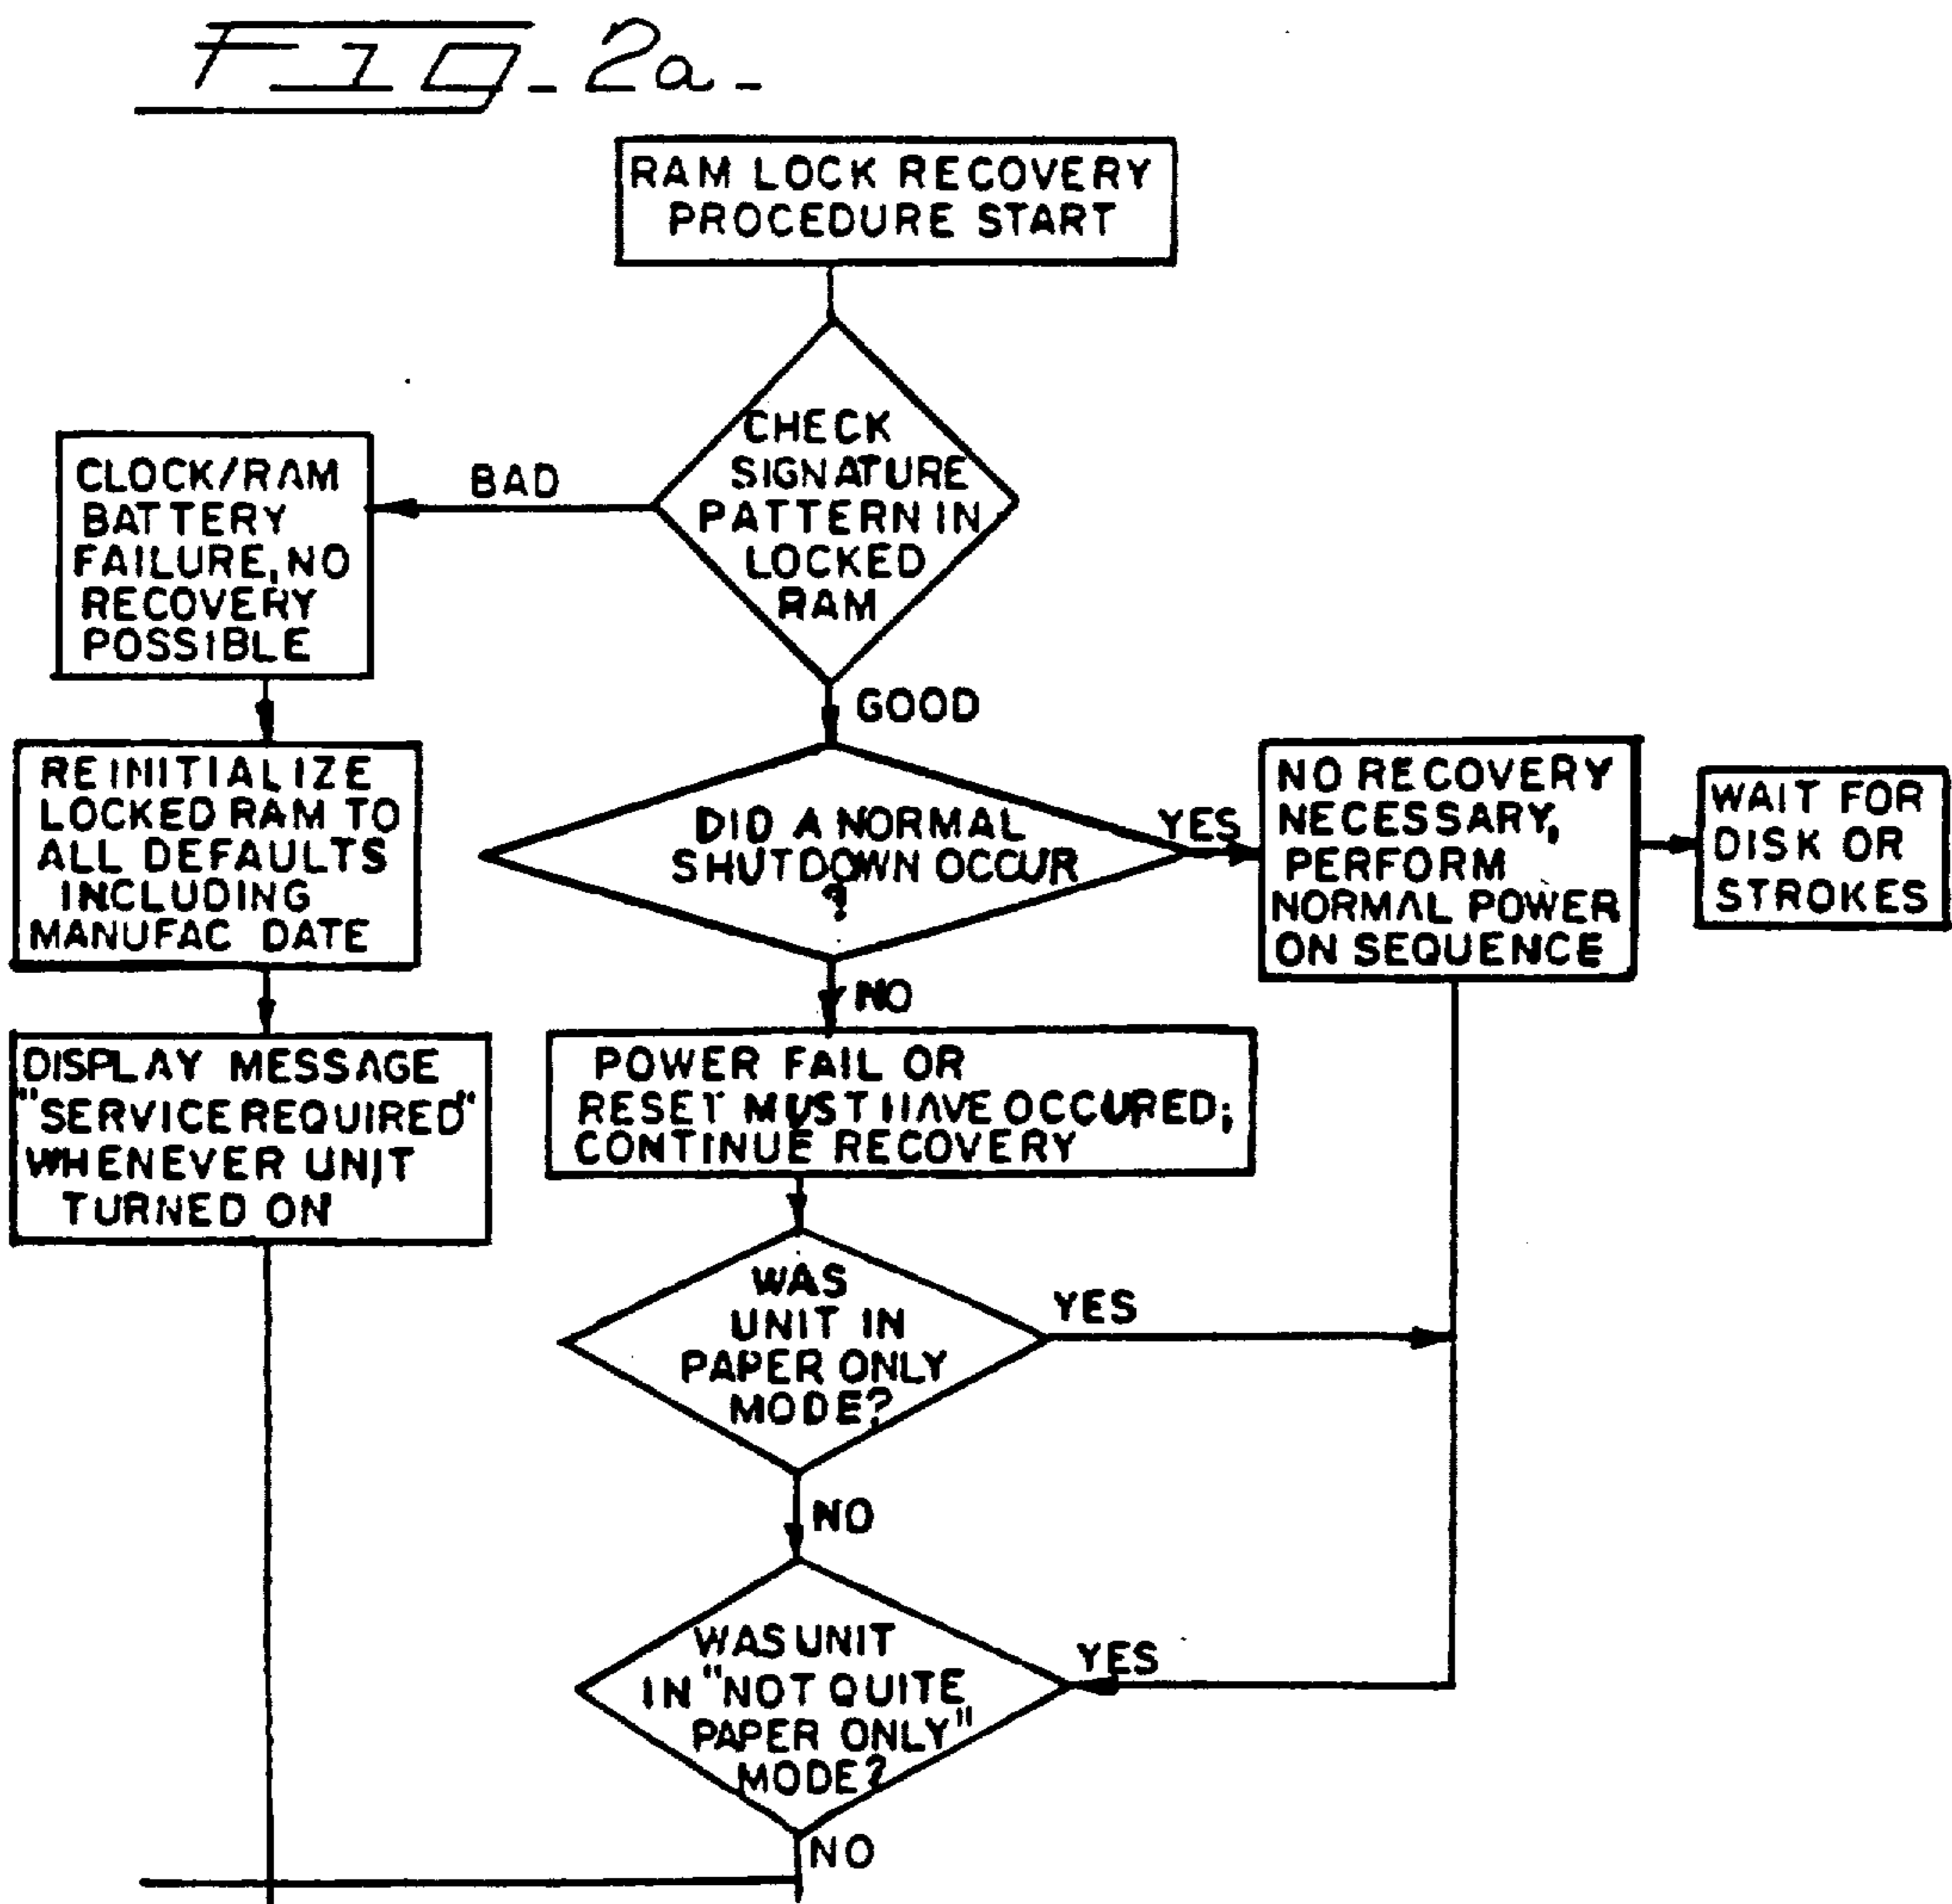 FIG_2a-
RAM LOCK RECOVERY
PROCEDURE START
CHECK
SIGNATURE
PATTERN IN
LOCKED
RAM
BAD
CLOCK/RAM
BATTERY
FAILURE, NO
RECOVERY
POSSIBLE
GOOD
REINITIALIZE
LOCKED RAM TO
ALL DEFAULTS
INCLUDING
MANUFAC DATE
DID A NORMAL
SHUTDOWN OCCUR
?
YES
NO RECOVERY
NECESSARY,
PERFORM
NORMAL POWER
ON SEQUENCE
WAIT FOR
DISK OR
STROKES
NO
DISPLAY MESSAGE
"SERVICE REQUIRED"
WHENEVER UNIT
TURNED ON
POWER FAIL OR
RESET MUST HAVE OCCURED;
CONTINUE RECOVERY
WAS
UNIT IN
PAPER ONLY
MODE?
YES
NO
WAS UNIT
IN "NOT QUITE
PAPER ONLY"
MODE?
YES
NO